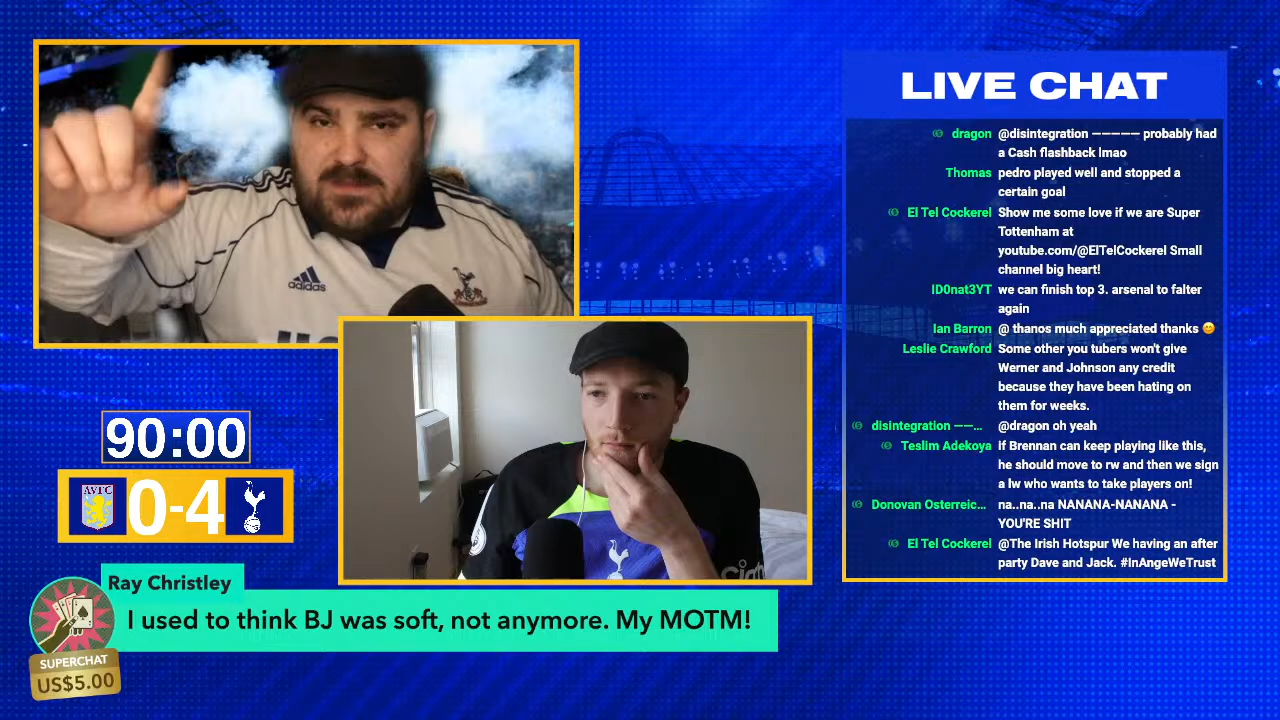 LIVE CHAT
dragon @disintegration ————— probably had
a Cash flashback lmao
Thomas pedro played well and stopped a
certain goal
El Tel Cockerel Show me some love if we are Super
Tottenham at
youtube.com/@ElTelCockerel Small
channel big heart!
ID0nat3YT we can finish top 3. arsenal to falter
again
Ian Barron @ thanos much appreciated thanks 😊
Leslie Crawford Some other you tubers won't give
Werner and Johnson any credit
because they have been hating on
them for weeks.
disintegration ——... @dragon oh yeah
Teslim Adekoya if Brennan can keep playing like this,
he should move to rw and then we sign
a lw who wants to take players on!
Donovan Osterreic... na..na..na NANANA-NANANA -
YOU'RE SHIT
El Tel Cockerel @The Irish Hotspur We having an after
party Dave and Jack. #InAngeWeTrust
adidas
90:00
AVFC
0-4
Ray Christley
I used to think BJ was soft, not anymore. My MOTM!
SUPERCHAT
US$5.00